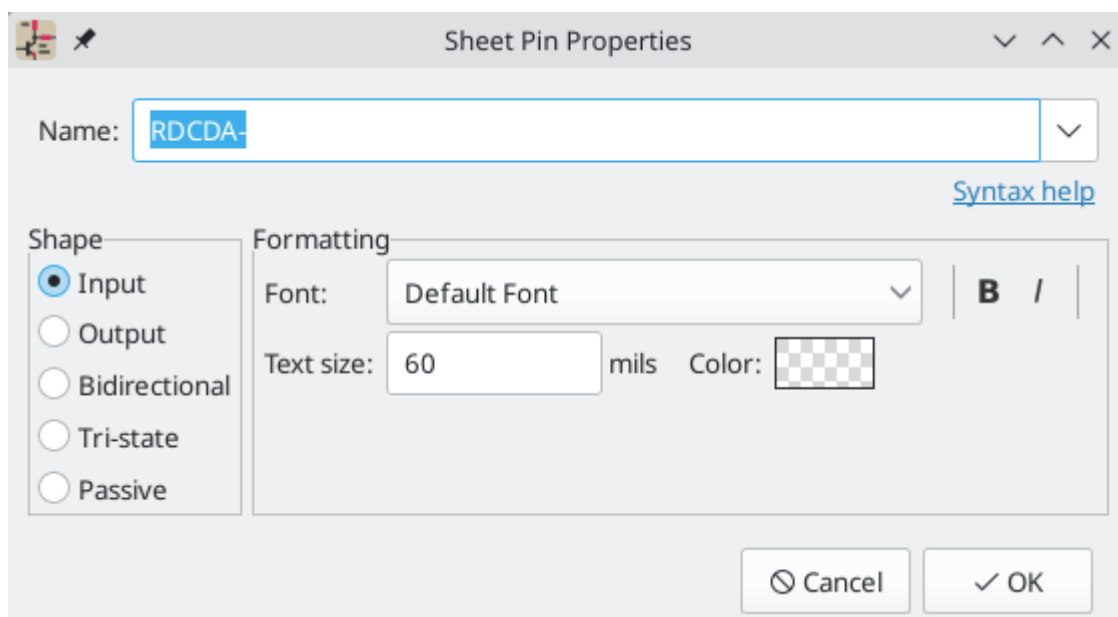 Sheet Pin Properties
Name: RDCDA-
Syntax help
Shape
Input
Output
Bidirectional
Tri-state
Passive
Formatting
Font: Default Font B I
Text size: 60 mils Color:
Cancel OK